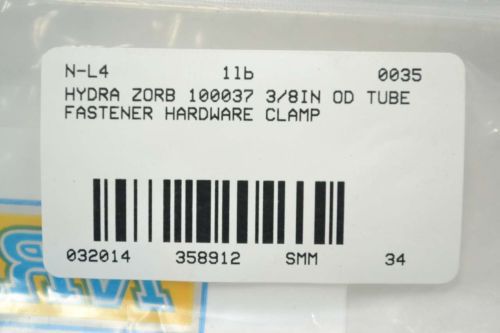 N-L4 1lb 0035
HYDRA ZORB 100037 3/8IN OD TUBE
FASTENER HARDWARE CLAMP
032014 358912 SMM 34